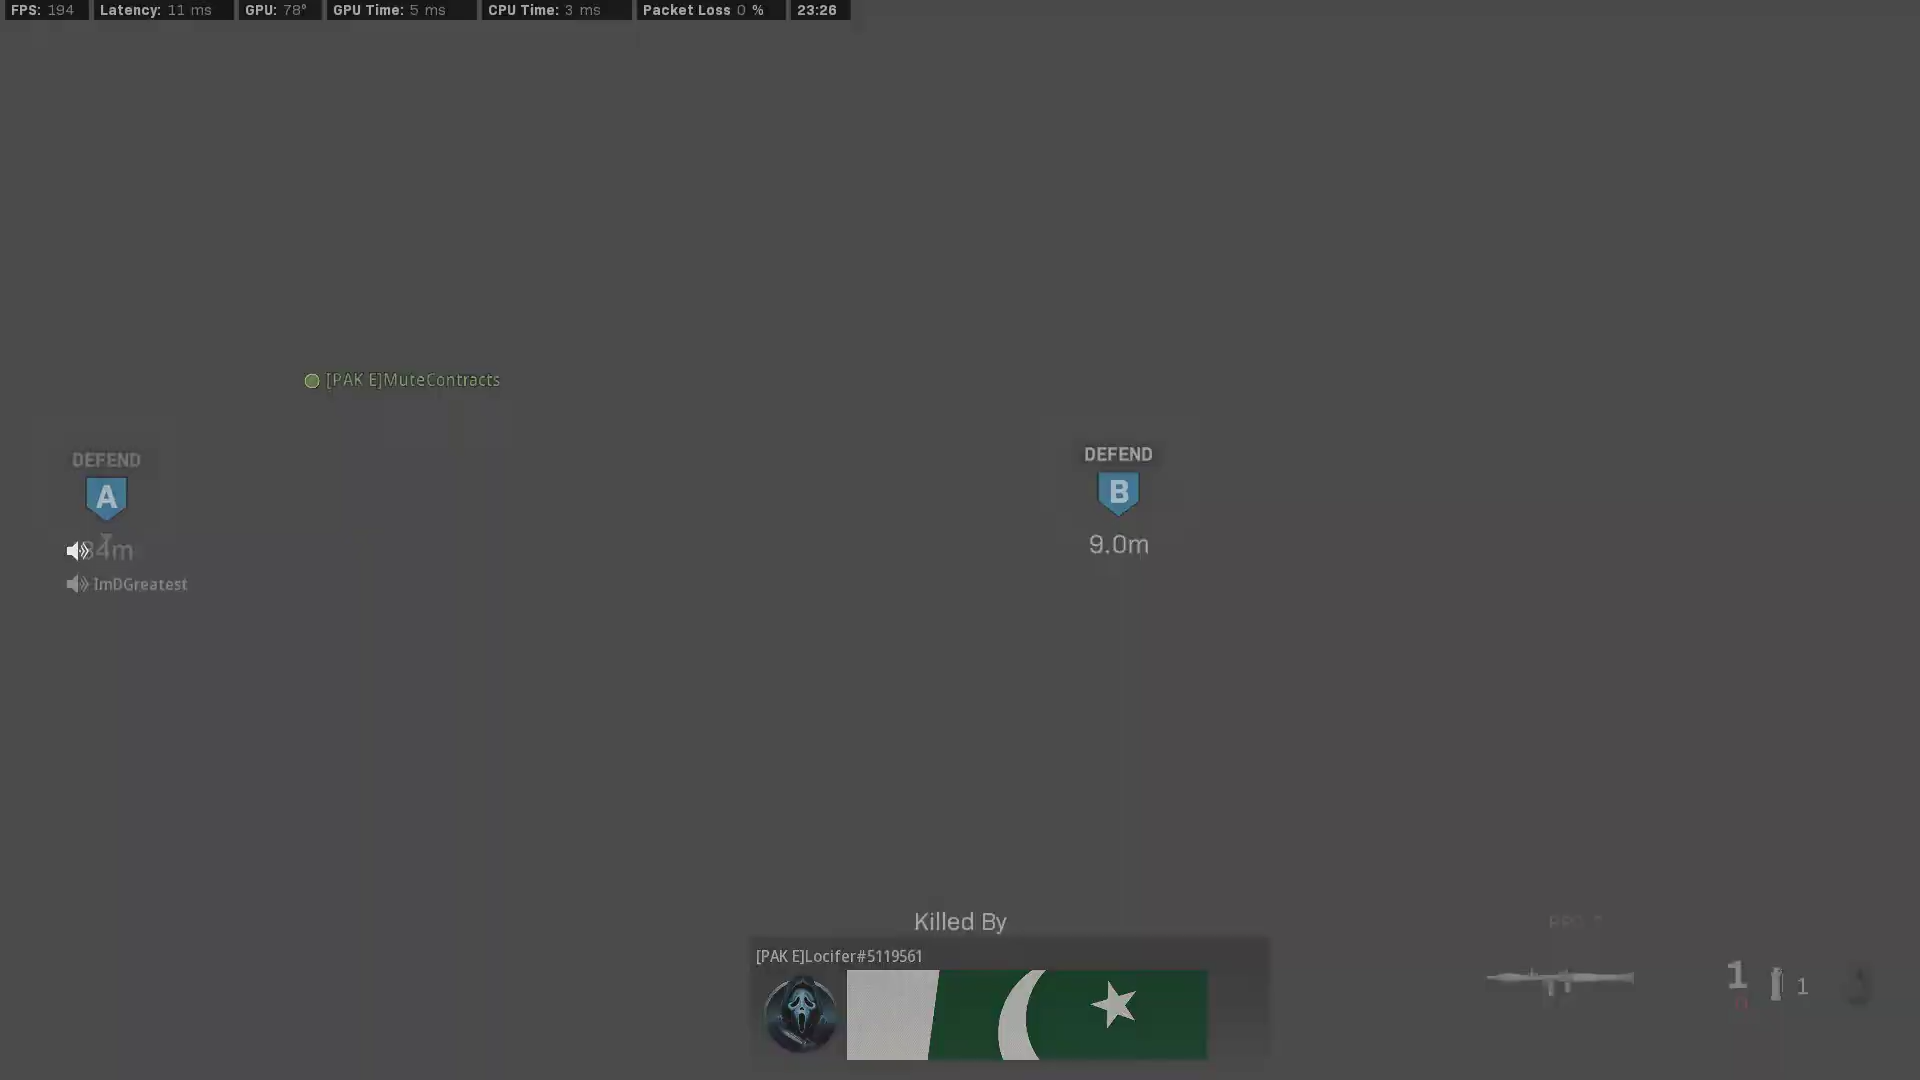 FPS: 194 Latency: 11 ms GPU: 78° GPU Time: 5 ms CPU Time: 3 ms Packet Loss 0 % 23:26
[PAK E]MuteContracts
DEFEND
A
34m
ImDGreatest
DEFEND
B
9.0m
Killed By
[PAK E]Locifer#5119561
1
1